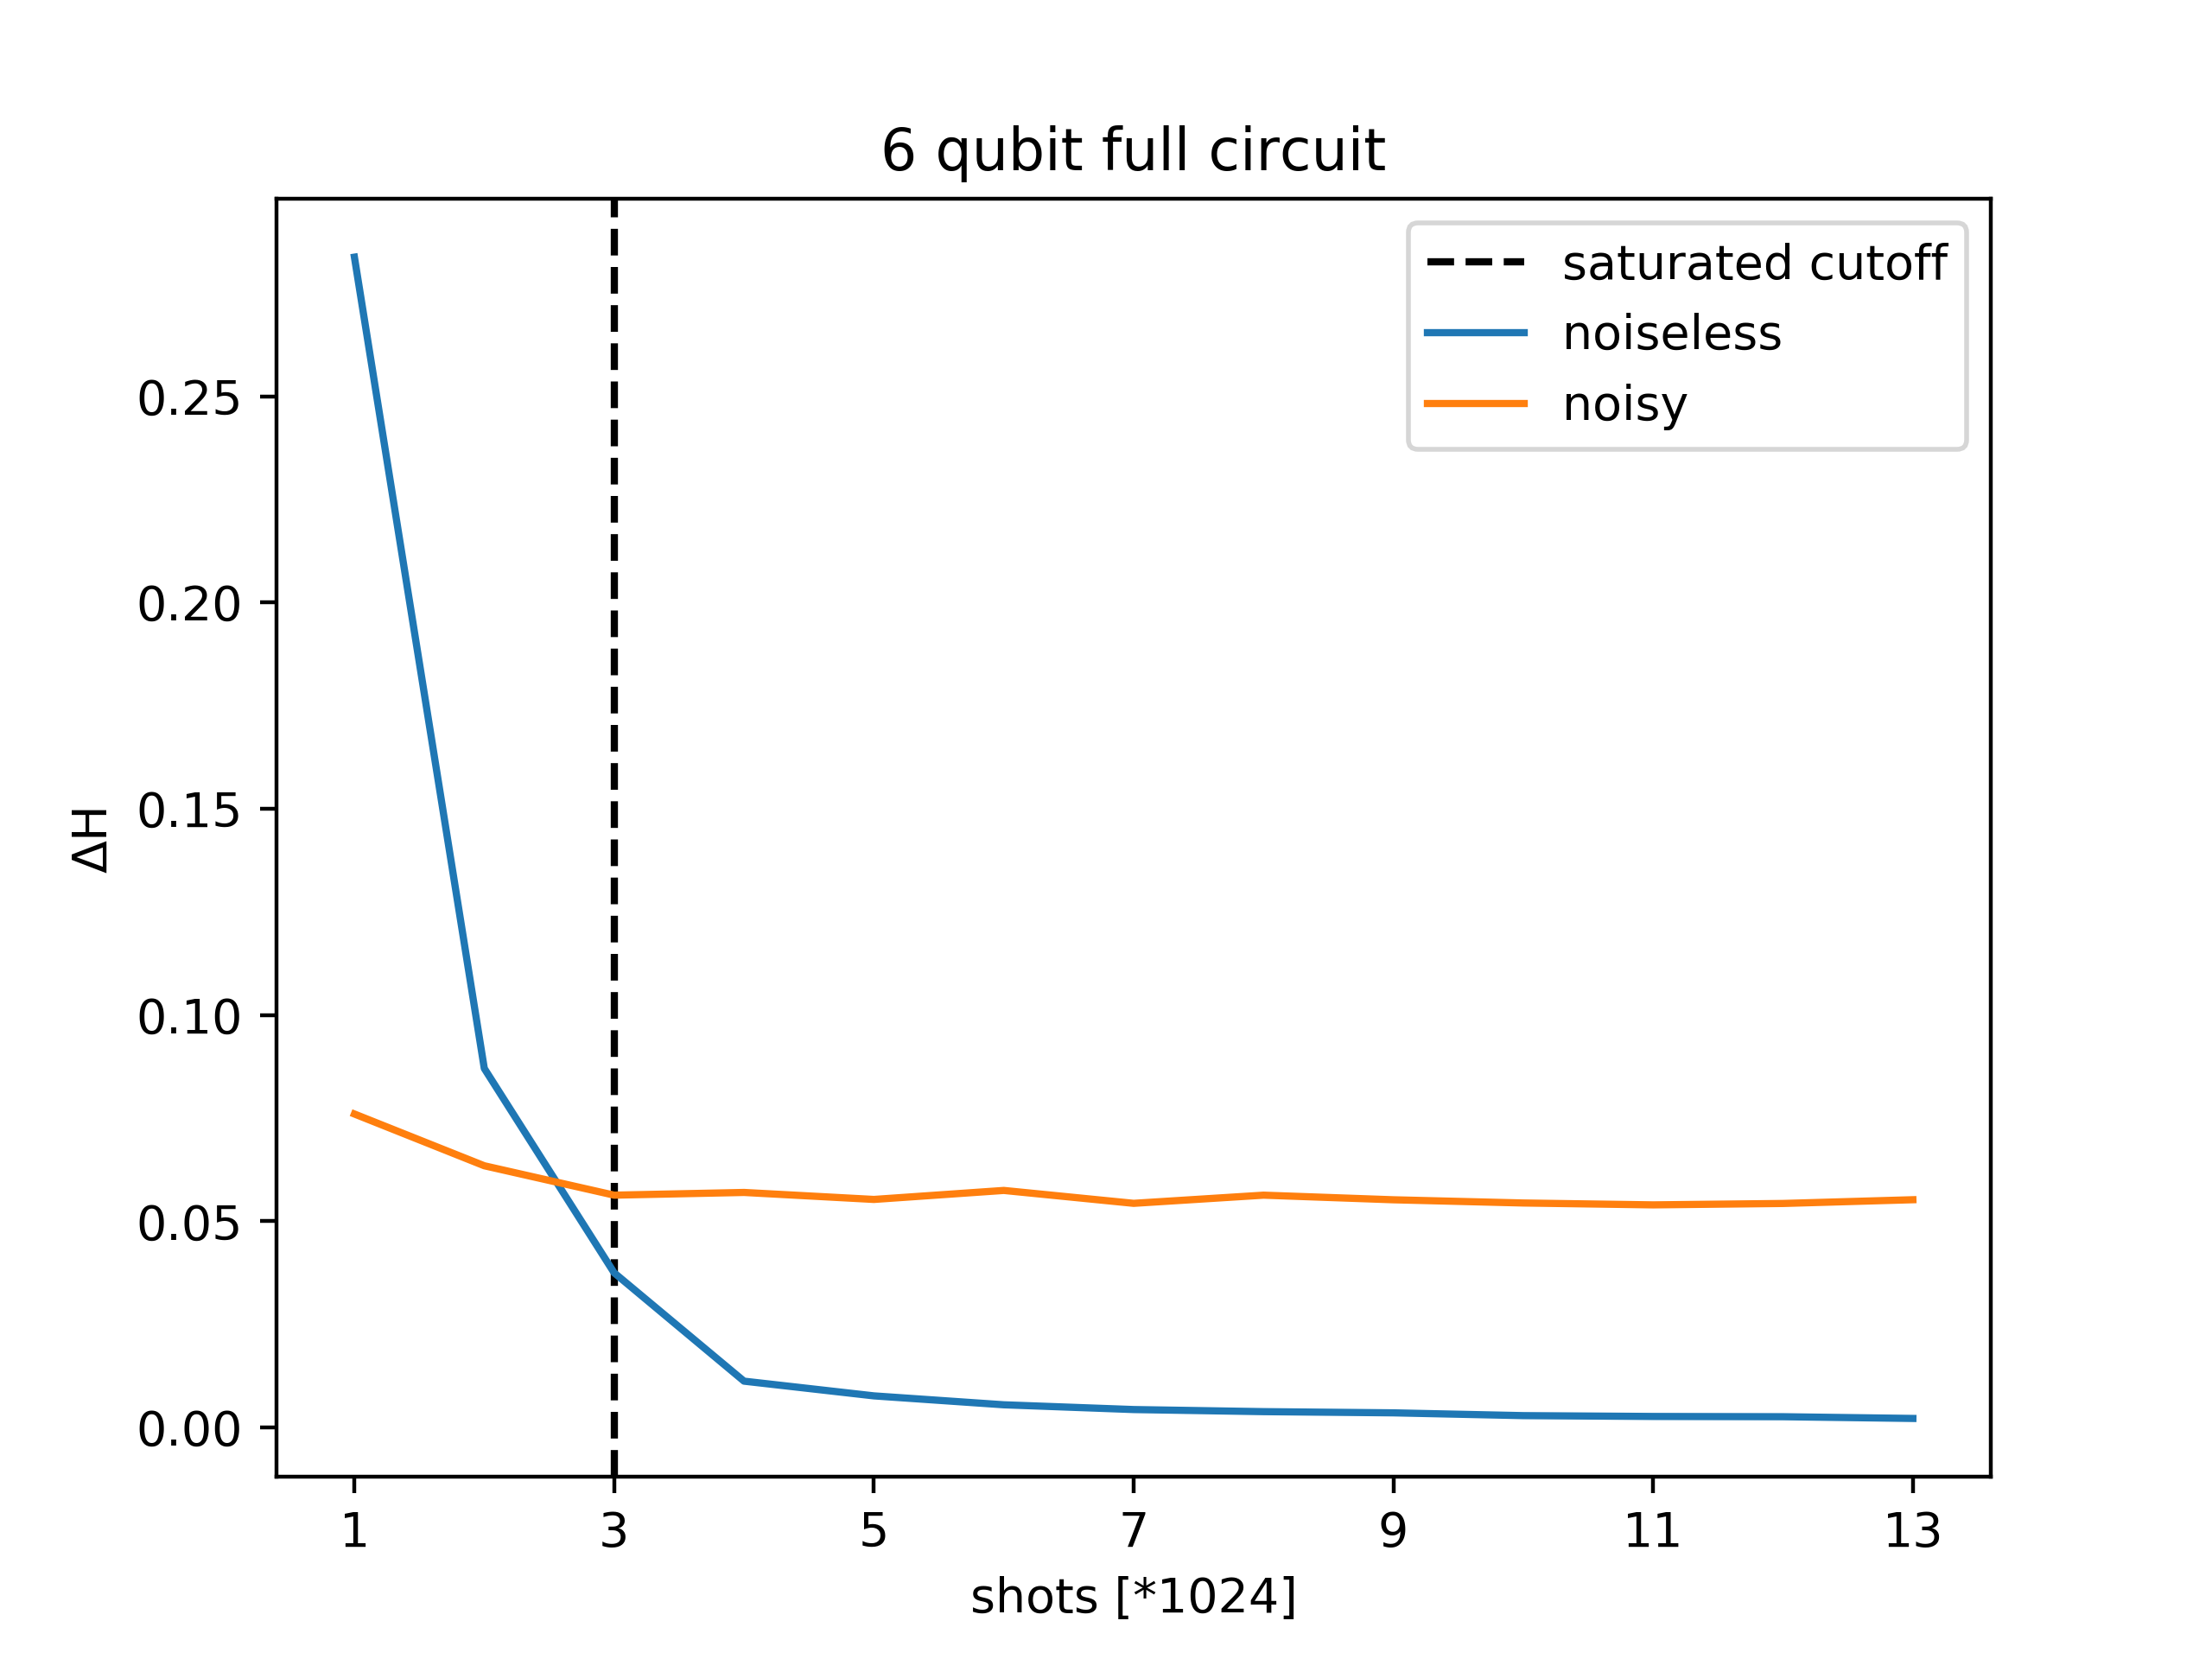 6 qubit full circuit
saturated cutoff
noiseless
noisy
ΔH
0.25
0.20
0.15
0.10
0.05
0.00
1 3 5 7 9 11 13
shots [*1024]